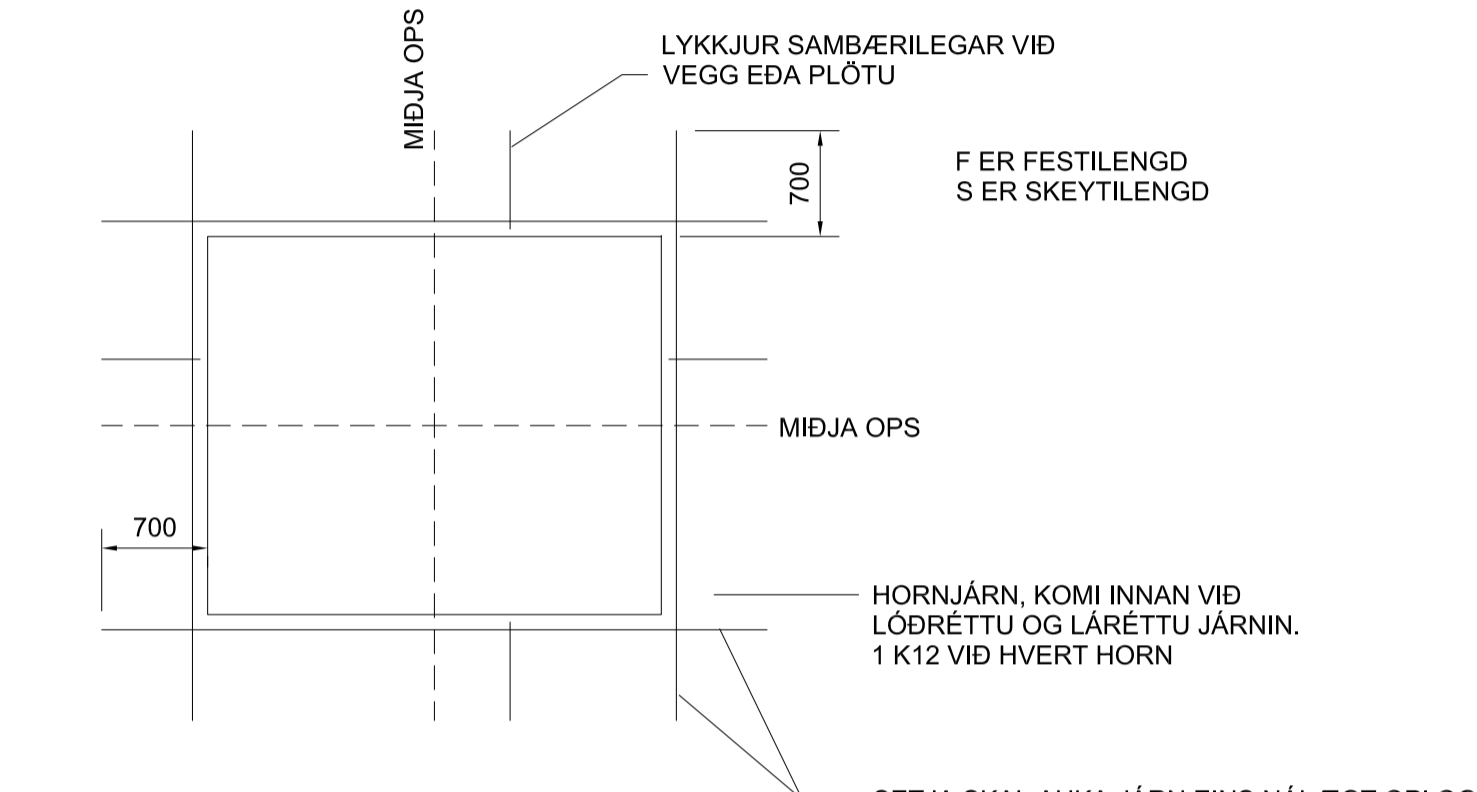 MIÐJA OPS
LYKKJUR SAMBÆRILEGAR VIÐ
VEGG EÐA PLÖTU
700
F ER FESTILENGD
S ER SKEYTILENGD
MIÐJA OPS
700
HORNJÁRN, KOMI INNAN VIÐ
LÓÐRÉTTU OG LÁRÉTTU JÁRNIN.
1 K12 VIÐ HVERT HORN